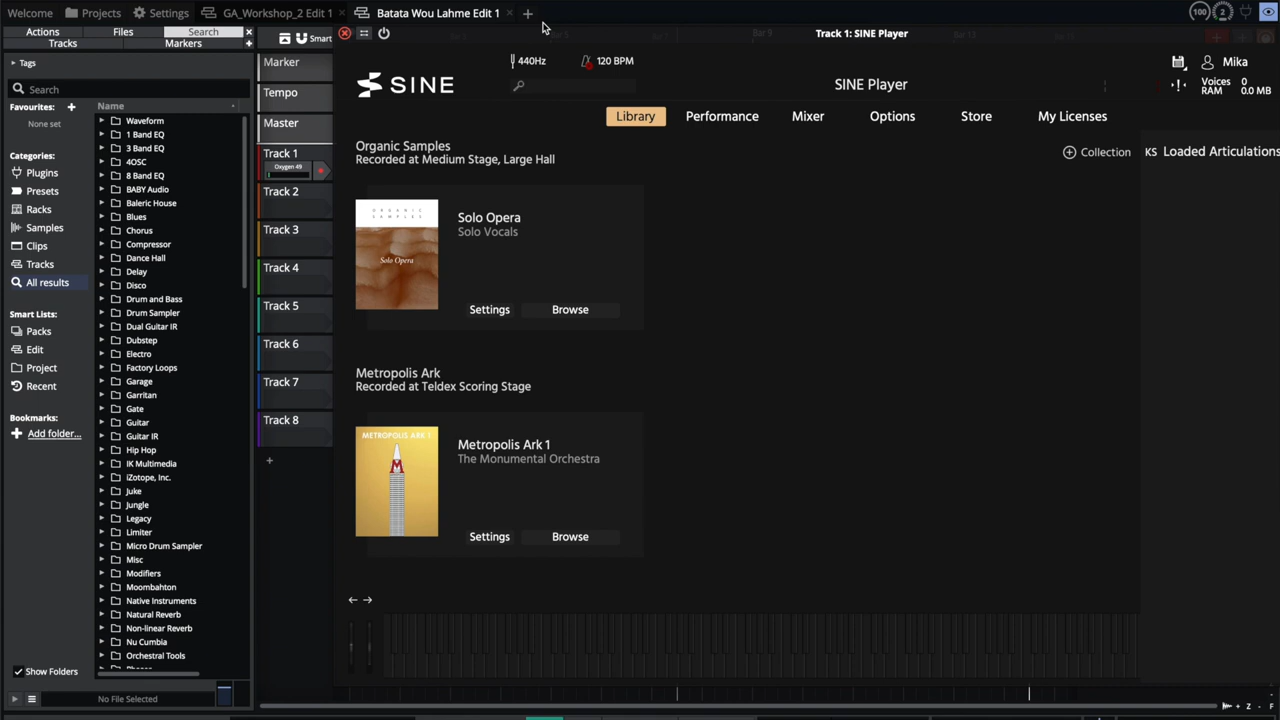 Welcome Projects Settings GA_Workshop_2 Edit 1 Batata Wou Lahme Edit 1 100 2
Actions Files Search
Tracks Markers
Smart
Track 1: SINE Player
Tags
Search
Favourites:
None set
Categories:
Plugins
Presets
Racks
Samples
Clips
Tracks
All results
Smart Lists:
Packs
Edit
Project
Recent
Bookmarks:
Add folder...
Show Folders
No File Selected
Name
Waveform
1 Band EQ
3 Band EQ
4OSC
8 Band EQ
BABY Audio
Baleric House
Blues
Chorus
Compressor
Dance Hall
Delay
Disco
Drum and Bass
Drum Sampler
Dual Guitar IR
Dubstep
Electro
Factory Loops
Garage
Garritan
Gate
Guitar
Guitar IR
Hip Hop
IK Multimedia
iZotope, Inc.
Juke
Jungle
Legacy
Limiter
Micro Drum Sampler
Misc
Modifiers
Moombahton
Native Instruments
Natural Reverb
Non-linear Reverb
Nu Cumbia
Orchestral Tools
Marker
Tempo
Master
Track 1
Oxygen 49
Track 2
Track 3
Track 4
Track 5
Track 6
Track 7
Track 8
SINE
440Hz 120 BPM
SINE Player
Mika
Voices 0
RAM 0.0 MB
Library Performance Mixer Options Store My Licenses
Organic Samples
Recorded at Medium Stage, Large Hall
Collection
KS Loaded Articulations
ORGANIC
SAMPLES
Solo Opera
Solo Opera
Solo Vocals
Settings Browse
Metropolis Ark
Recorded at Teldex Scoring Stage
METROPOLIS ARK 1
M
Metropolis Ark 1
The Monumental Orchestra
Settings Browse
Z F